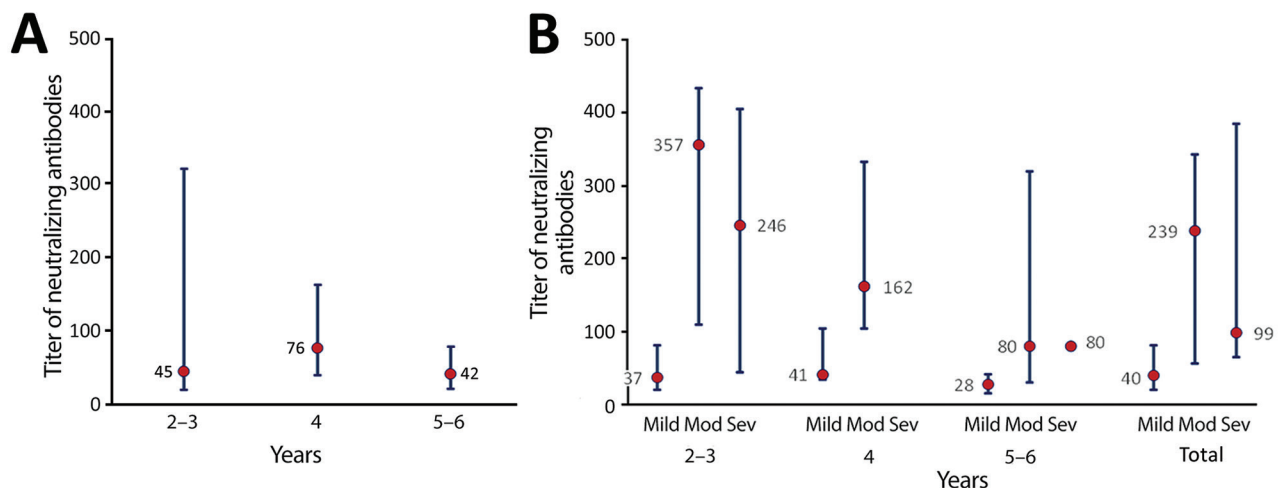 A
Titer of neutralizing antibodies
500
400
300
200
100
0
45
76
42
2–3 4 5–6
Years
B
Titer of neutralizing
antibodies
500
400
300
200
100
0
357
246
37
162
41
80
80
28
239
99
40
Mild Mod Sev Mild Mod Sev Mild Mod Sev Mild Mod Sev
2–3 4 5–6 Total
Years